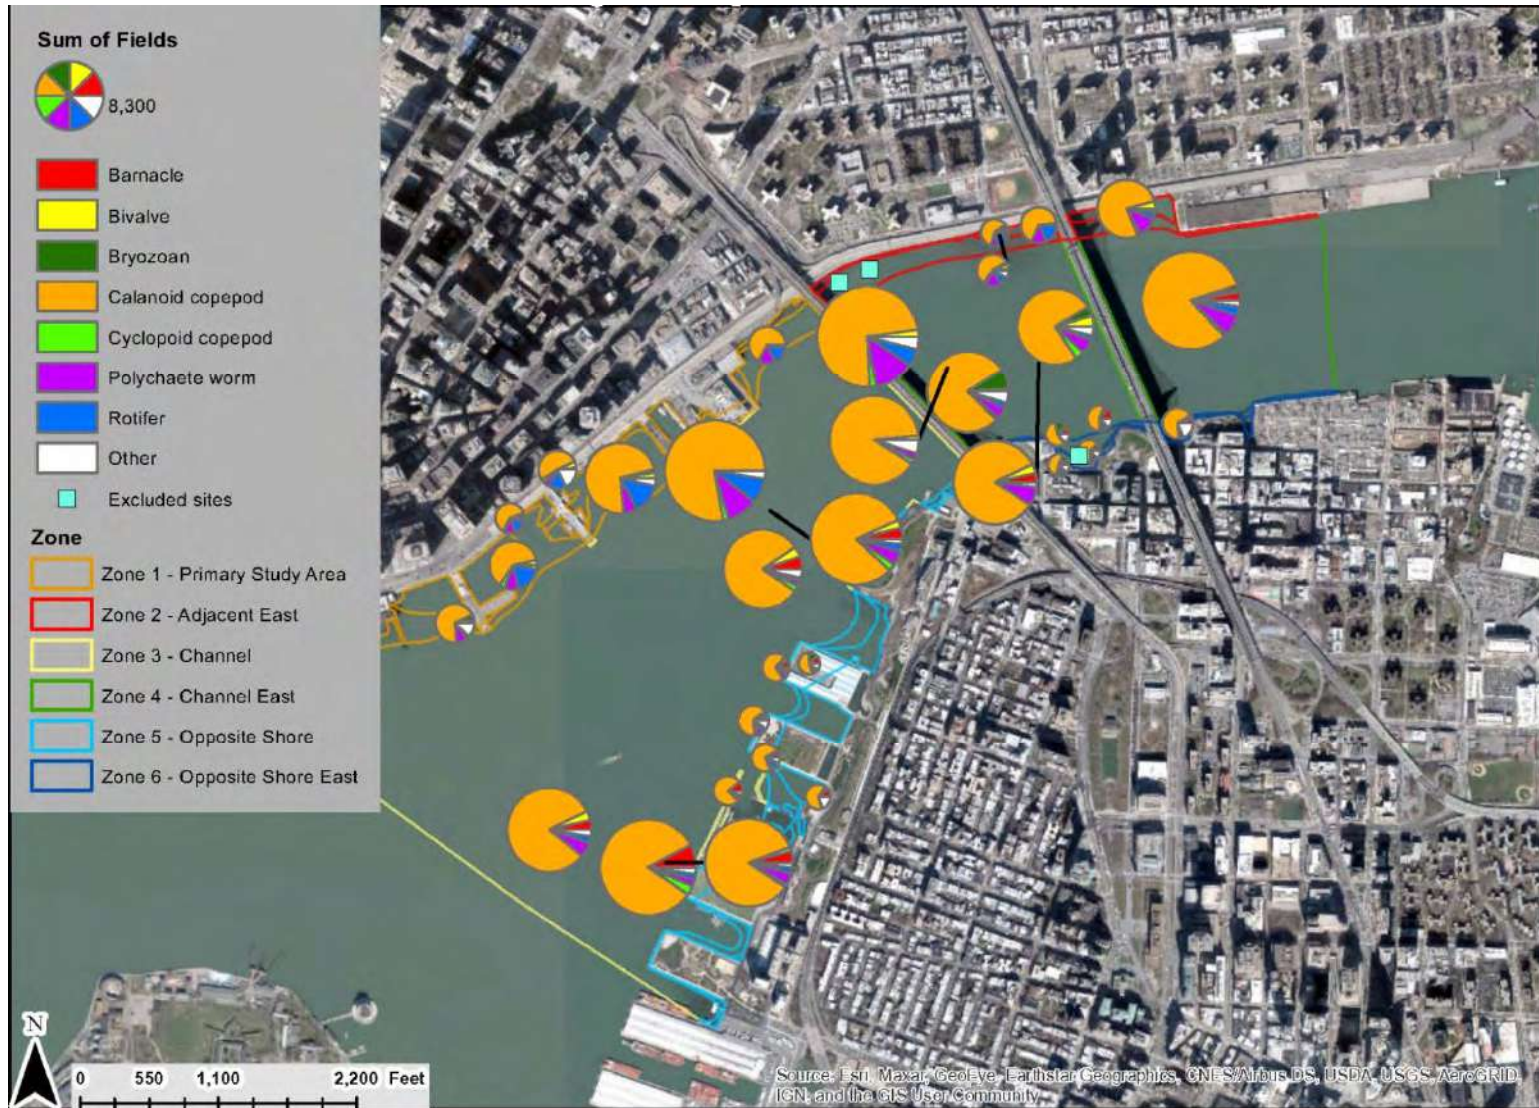 Sum of Fields
8,300
Barnacle
Bivalve
Bryozoan
Calanoid copepod
Cyclopoid copepod
Polychaete worm
Rotifer
Other
Excluded sites
Zone
Zone 1 - Primary Study Area
Zone 2 - Adjacent East
Zone 3 - Channel
Zone 4 - Channel East
Zone 5 - Opposite Shore
Zone 6 - Opposite Shore East
N
0 550 1,100 2,200 Feet
Source: Esri, Maxar, GeoEye, Earthstar Geographics, CNES/Airbus DS, USDA, USGS, AeroGRID,
IGN, and the GIS User Community